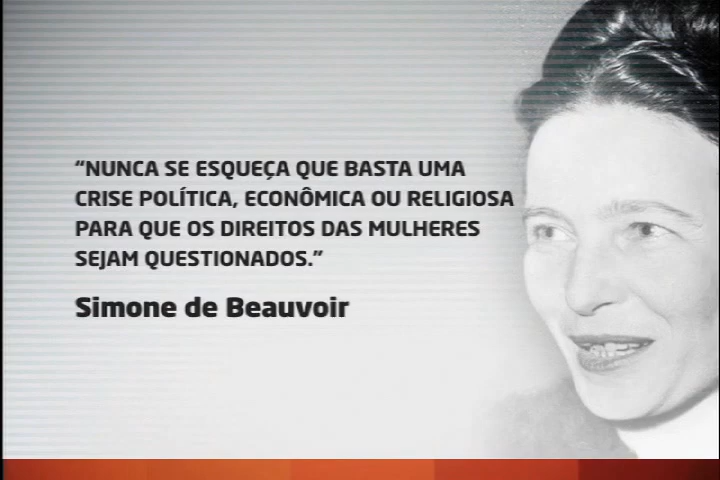 “NUNCA SE ESQUEÇA QUE BASTA UMA
CRISE POLÍTICA, ECONÔMICA OU RELIGIOSA
PARA QUE OS DIREITOS DAS MULHERES
SEJAM QUESTIONADOS.”
Simone de Beauvoir